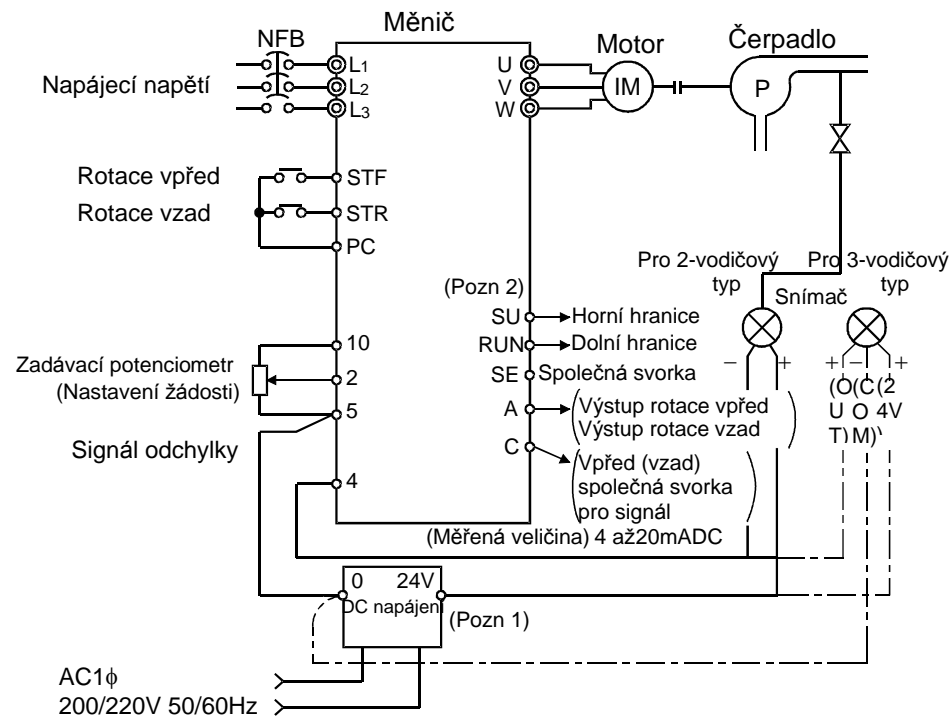 Měnič
NFB
Motor
Čerpadlo
Napájecí napětí
L1
L2
L3
U
V
W
IM
P
Rotace vpřed
STF
Rotace vzad
STR
PC
Pro 2-vodičový
typ
Pro 3-vodičový
typ
Snímač
(Pozn 2)
SU
Horní hranice
RUN
Dolní hranice
SE
Společná svorka
A
(Výstup rotace vpřed
Výstup rotace vzad)
C
(Vpřed (vzad)
společná svorka
pro signál)
10
Zadávací potenciometr
(Nastavení žádosti)
2
5
Signál odchylky
4
− +
+ − +
(O (C (2
U O 4V
T) M) )
(Měřená veličina) 4 až20mADC
0 24V
DC napájení
(Pozn 1)
AC1ϕ
200/220V 50/60Hz